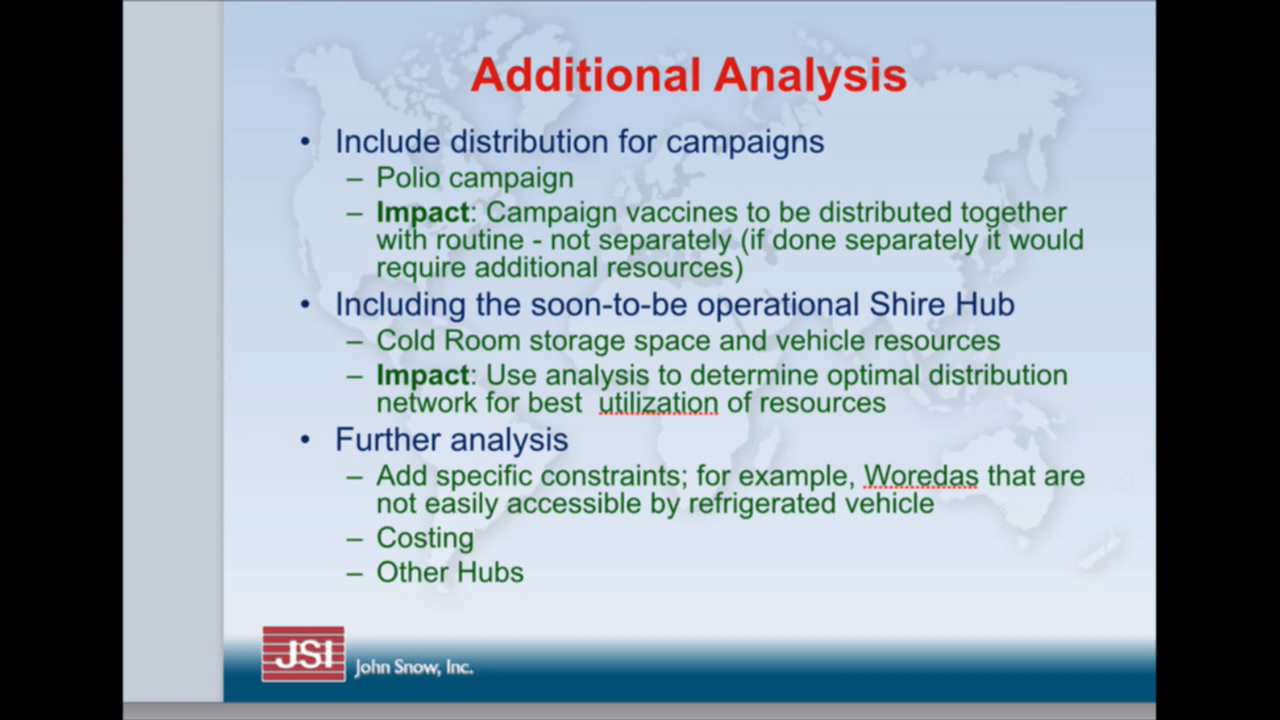 Additional Analysis
• Include distribution for campaigns
– Polio campaign
– Impact: Campaign vaccines to be distributed together
with routine - not separately (if done separately it would
require additional resources)
• Including the soon-to-be operational Shire Hub
– Cold Room storage space and vehicle resources
– Impact: Use analysis to determine optimal distribution
network for best utilization of resources
• Further analysis
– Add specific constraints; for example, Woredas that are
not easily accessible by refrigerated vehicle
– Costing
– Other Hubs
JSI
John Snow, Inc.